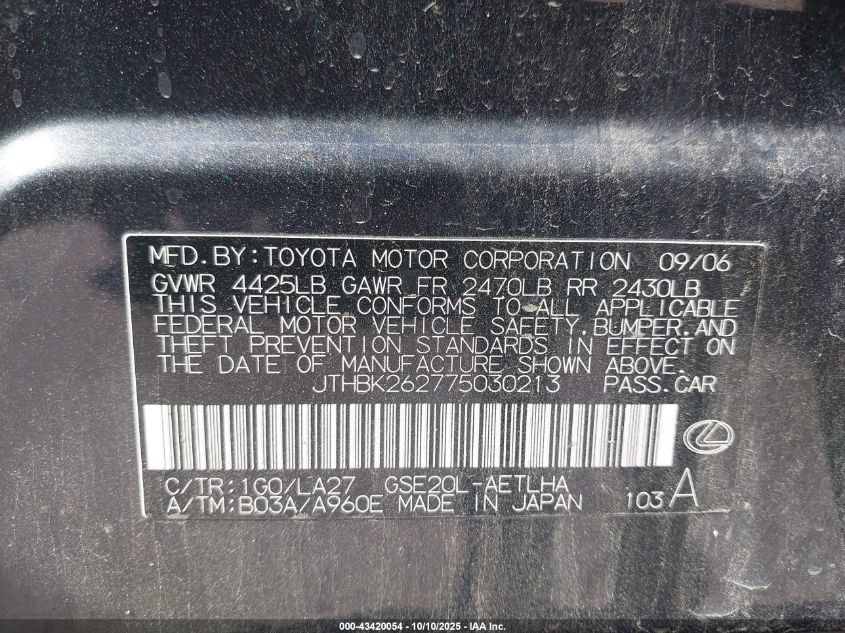 MFD. BY: TOYOTA MOTOR CORPORATION 09/06
GVWR 4425LB GAWR FR 2470LB RR 2430LB
THIS VEHICLE CONFORMS TO ALL APPLICABLE
FEDERAL MOTOR VEHICLE SAFETY, BUMPER, AND
THEFT PREVENTION STANDARDS IN EFFECT ON
THE DATE OF MANUFACTURE SHOWN ABOVE.
JTHBK262775030213 PASS. CAR
C/TR: 1G0/LA27 GSE20L-AETLHA
A/TM: B03A/A960E MADE IN JAPAN 103 A
000-43420054 - 10/10/2025 - IAA Inc.